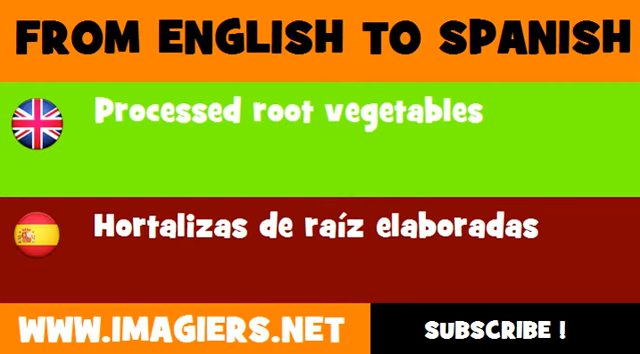 FROM ENGLISH TO SPANISH
Processed root vegetables
Hortalizas de raíz elaboradas
WWW.IMAGIERS.NET
SUBSCRIBE !